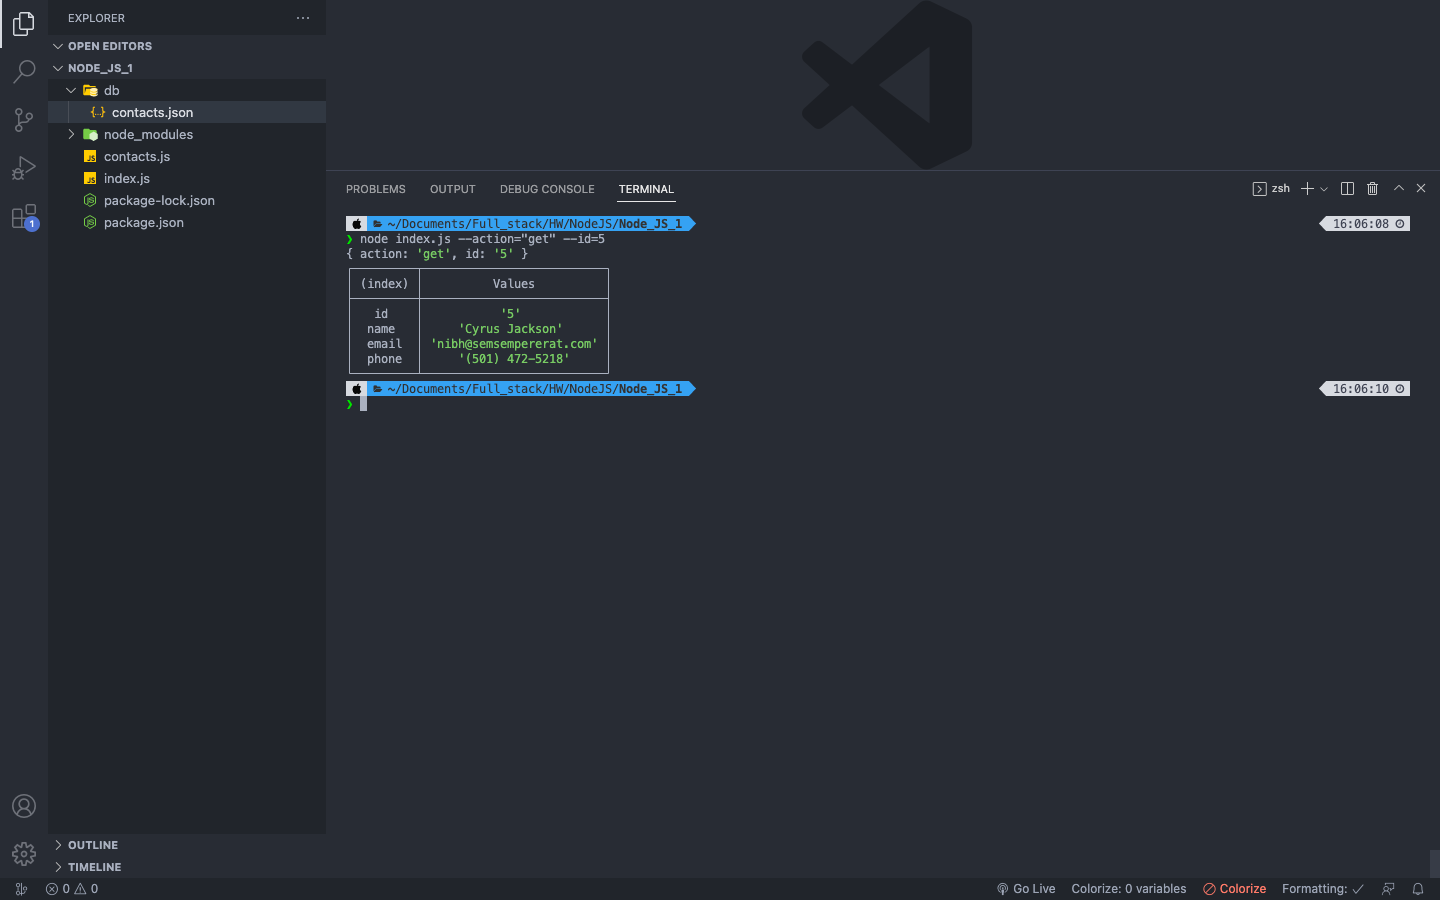 EXPLORER
OPEN EDITORS
NODE_JS_1
db
{..} contacts.json
node_modules
JS contacts.js
JS index.js
package-lock.json
package.json
1
OUTLINE
TIMELINE
PROBLEMS OUTPUT DEBUG CONSOLE TERMINAL
zsh
~/Documents/Full_stack/HW/NodeJS/Node_JS_1 16:06:08
❯ node index.js --action="get" --id=5
{ action: 'get', id: '5' }
(index) Values
id '5'
name 'Cyrus Jackson'
email 'nibh@semsempererat.com'
phone '(501) 472-5218'
~/Documents/Full_stack/HW/NodeJS/Node_JS_1 16:06:10
❯
0 0 Go Live Colorize: 0 variables Colorize Formatting: